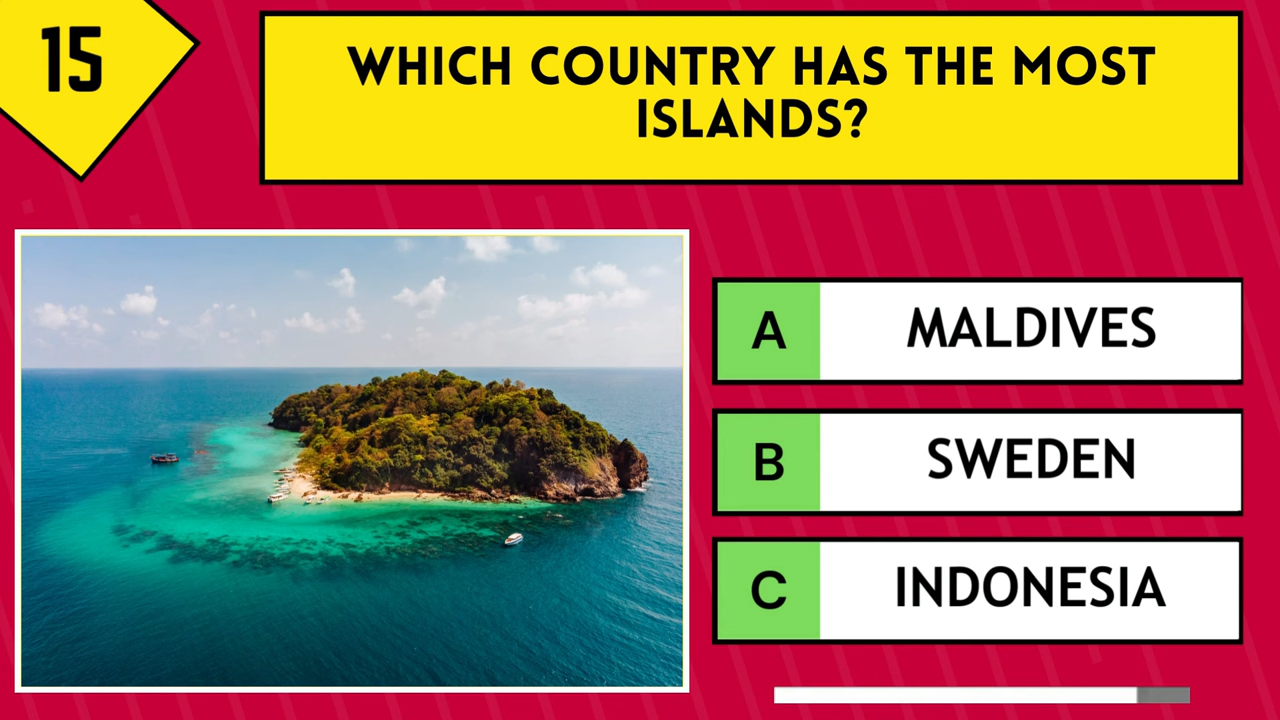 15
WHICH COUNTRY HAS THE MOST
ISLANDS?
A MALDIVES
B SWEDEN
C INDONESIA